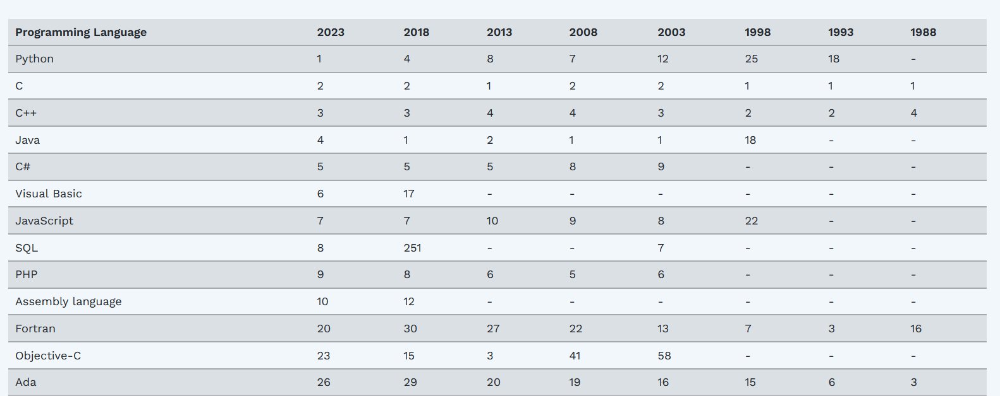 Programming Language 2023 2018 2013 2008 2003 1998 1993 1988
Python 1 4 8 7 12 25 18 -
C 2 2 1 2 2 1 1 1
C++ 3 3 4 4 3 2 2 4
Java 4 1 2 1 1 18 - -
C# 5 5 5 8 9 - - -
Visual Basic 6 17 - - - - - -
JavaScript 7 7 10 9 8 22 - -
SQL 8 251 - - 7 - - -
PHP 9 8 6 5 6 - - -
Assembly language 10 12 - - - - - -
Fortran 20 30 27 22 13 7 3 16
Objective-C 23 15 3 41 58 - - -
Ada 26 29 20 19 16 15 6 3